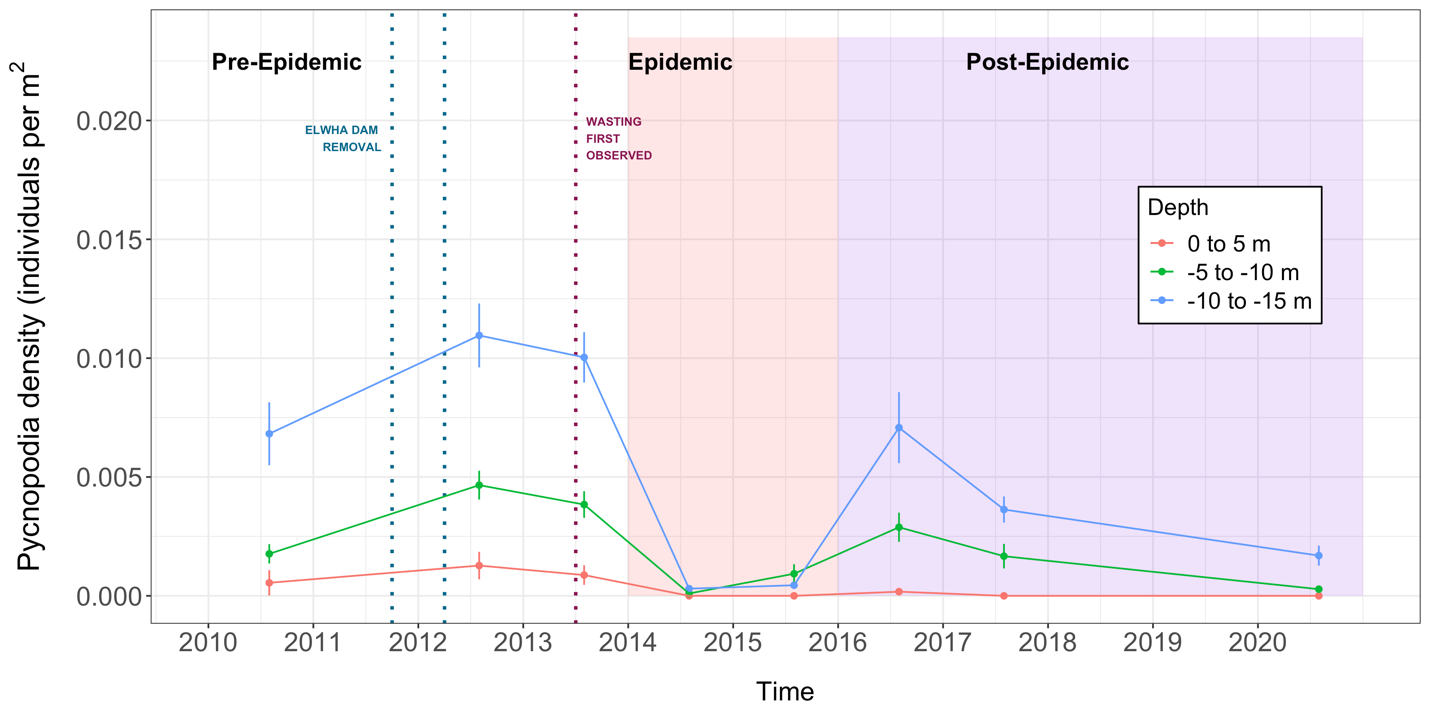 Pycnopodia density (individuals per m²
0.020
0.015
0.010
0.005
0.000
Pre-Epidemic
Epidemic
Post-Epidemic
ELWHA DAM
REMOVAL
WASTING
FIRST
OBSERVED
Depth
0 to 5 m
-5 to -10 m
-10 to -15 m
2010 2011 2012 2013 2014 2015 2016 2017 2018 2019 2020
Time